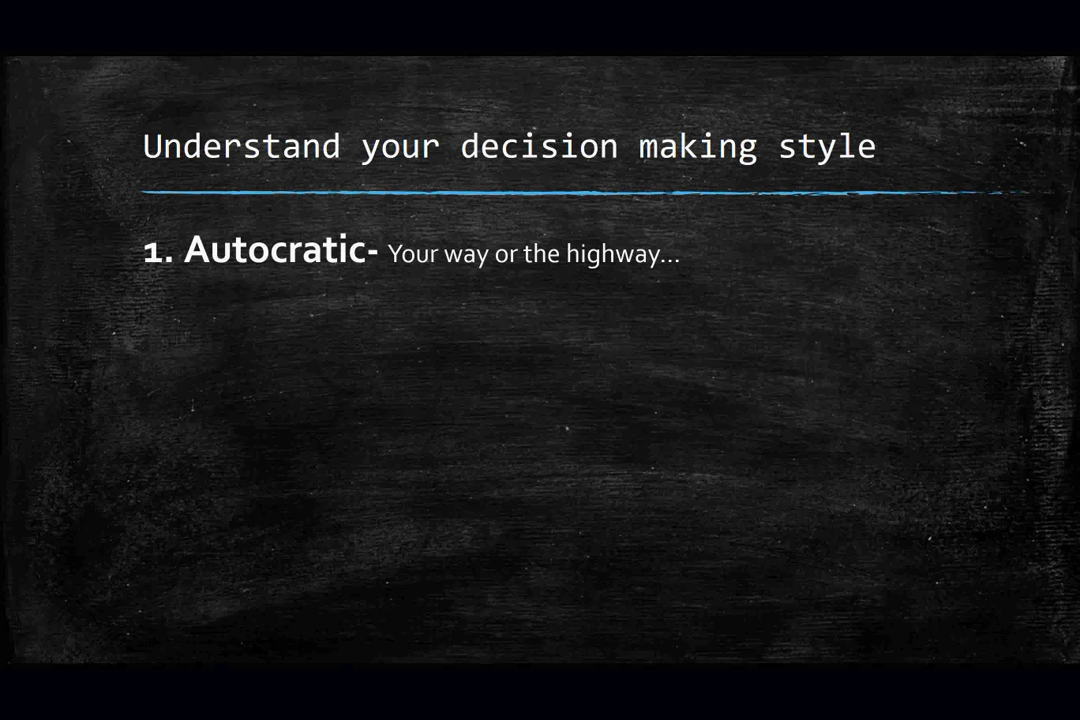 Understand your decision making style
1. Autocratic- Your way or the highway...